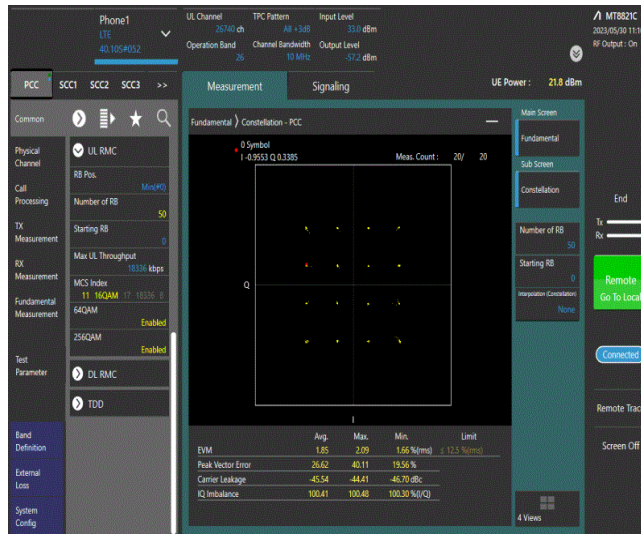 Phone1
LTE
40.10S#052
UL Channel
26740 ch
TPC Pattern
All +3dB
Input Level
33.0 dBm
Operation Band
26
Channel Bandwidth
10 MHz
Output Level
-57.2 dBm
MT8821C
2023/05/30 11:1
RF Output : On
PCC SCC1 SCC2 SCC3 >>
Measurement
Signaling
UE Power : 21.8 dBm
Common
Physical
Channel
Call
Processing
TX
Measurement
RX
Measurement
Fundamental
Measurement
Test
Parameter
Band
Definition
External
Loss
System
Config
UL RMC
RB Pos.
Min(#0)
Number of RB
50
Starting RB
0
Max UL Throughput
18336 kbps
MCS Index
11 16QAM 17 18336 8
64QAM
Enabled
256QAM
Enabled
DL RMC
TDD
Fundamental 〉 Constellation - PCC
0 Symbol
I -0.9553 Q 0.3385
Meas. Count : 20/ 20
Q
I
Avg. Max. Min. Limit
EVM 1.85 2.09 1.66 %(rms) ≤ 12.5 %(rms)
Peak Vector Error 26.62 40.11 19.56 %
Carrier Leakage -45.54 -44.41 -46.70 dBc
IQ Imbalance 100.41 100.48 100.30 %(I/Q)
Main Screen
Fundamental
Sub Screen
Constellation
Number of RB
50
Starting RB
0
Interpolation (Constellation)
None
4 Views
End
Tx
Rx
Remote
Go To Local
Connected
Remote Trac
Screen Off